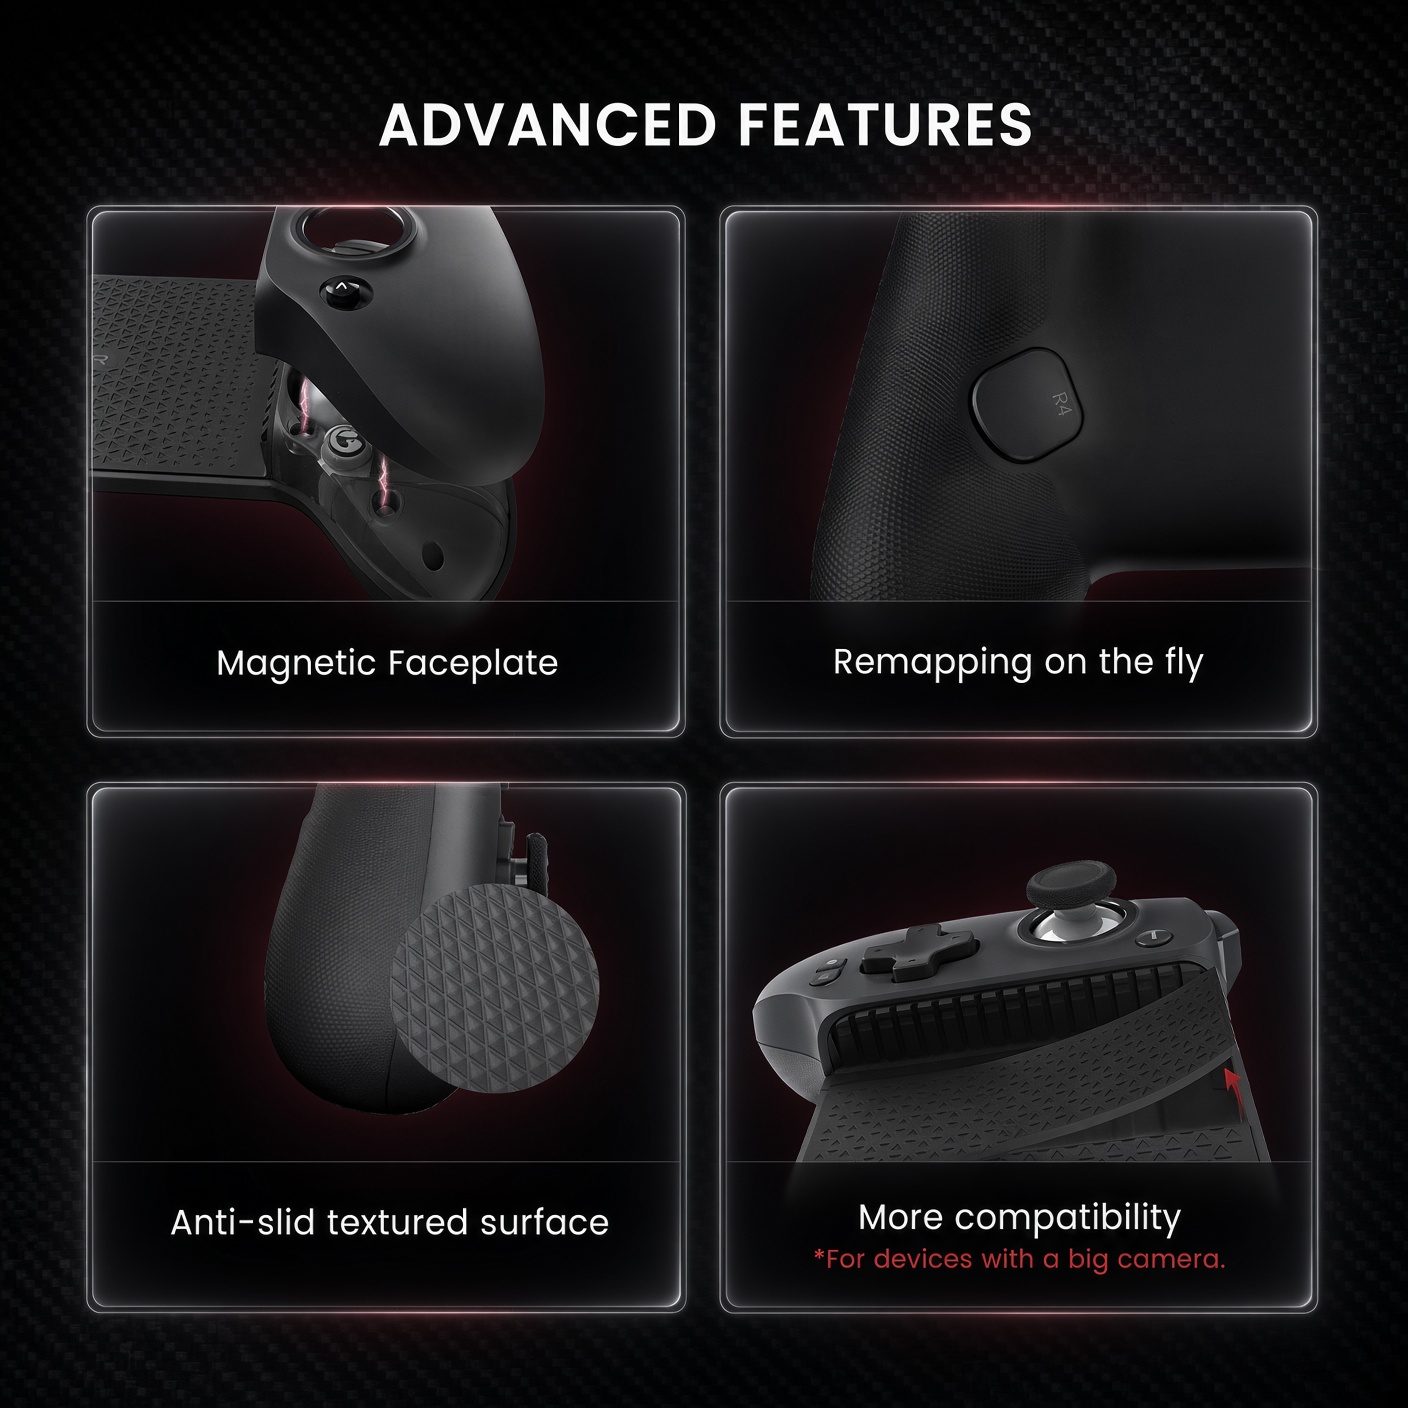 ADVANCED FEATURES
R
R4
Magnetic Faceplate
Remapping on the fly
Anti-slid textured surface
More compatibility
*For devices with a big camera.